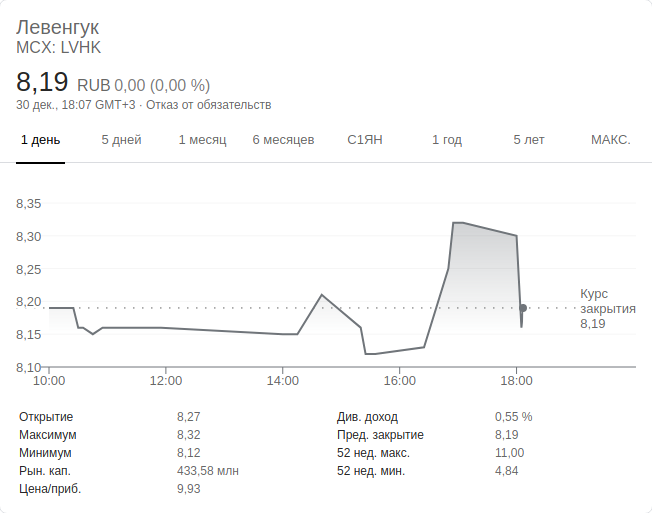 Левенгук
MCX: LVHK
8,19 RUB 0,00 (0,00 %)
30 дек., 18:07 GMT+3 · Отказ от обязательств
1 день 5 дней 1 месяц 6 месяцев С1ЯН 1 год 5 лет МАКС.
8,35
8,30
8,25
8,20
8,15
8,10
Курс
закрытия
8,19
10:00 12:00 14:00 16:00 18:00
Открытие 8,27
Максимум 8,32
Минимум 8,12
Рын. кап. 433,58 млн
Цена/приб. 9,93
Див. доход 0,55 %
Пред. закрытие 8,19
52 нед. макс. 11,00
52 нед. мин. 4,84